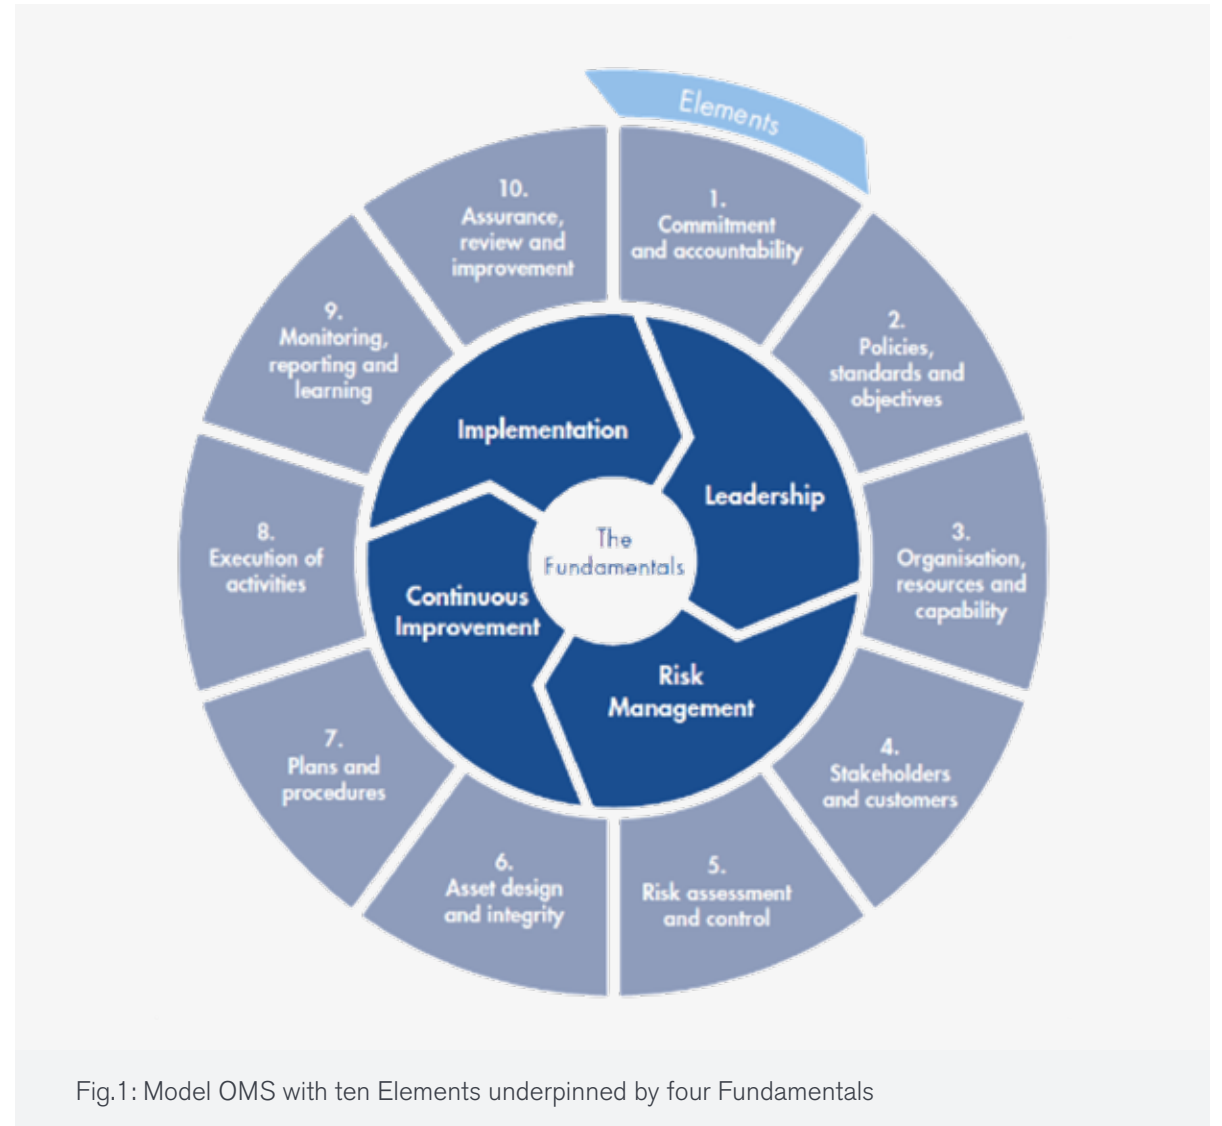 Elements
1.
Commitment
and accountability
2.
Policies,
standards and
objectives
3.
Organisation,
resources and
capability
4.
Stakeholders
and customers
5.
Risk assessment
and control
6.
Asset design
and integrity
7.
Plans and
procedures
8.
Execution of
activities
9.
Monitoring,
reporting and
learning
10.
Assurance,
review and
improvement
Implementation
Leadership
Risk
Management
Continuous
Improvement
The
Fundamentals
Fig.1: Model OMS with ten Elements underpinned by four Fundamentals